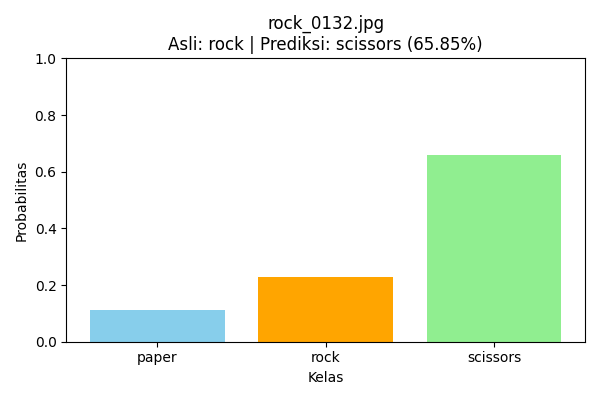 rock_0132.jpg
Asli: rock | Prediksi: scissors (65.85%)
1.0
0.8
0.6
0.4
0.2
0.0
Probabilitas
paper rock scissors
Kelas